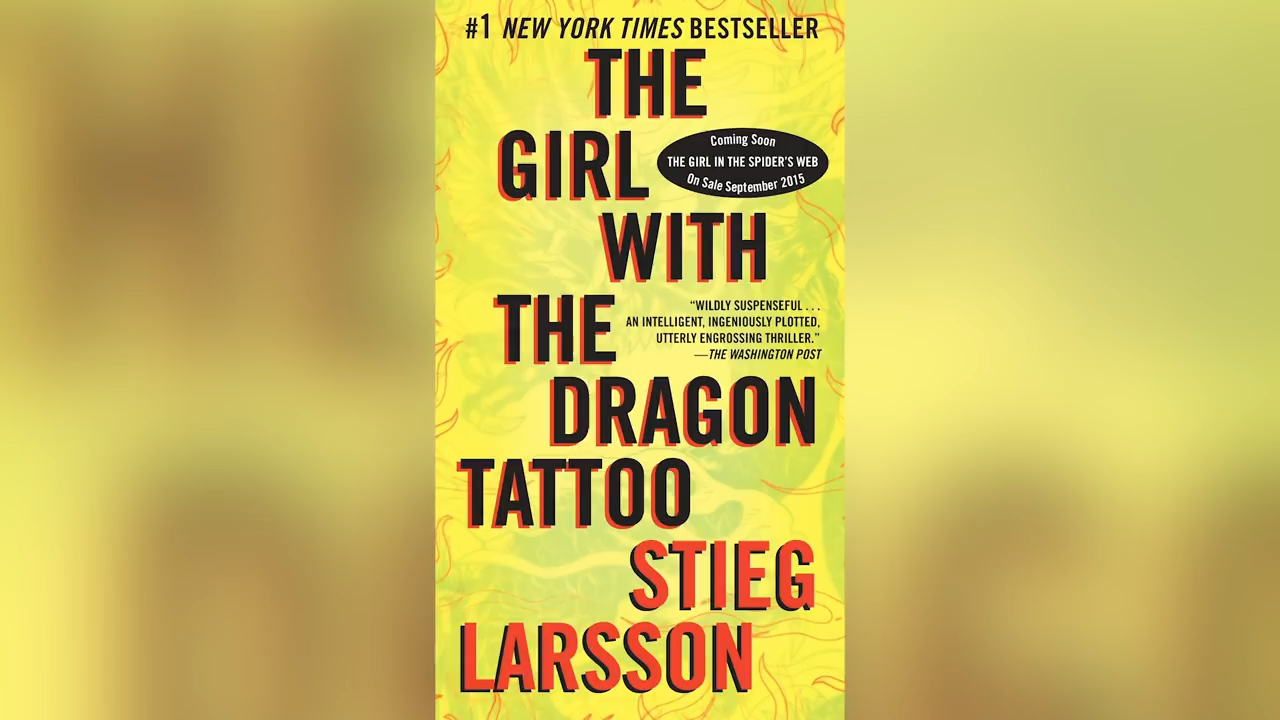 #1 NEW YORK TIMES BESTSELLER
THE
GIRL
Coming Soon
THE GIRL IN THE SPIDER'S WEB
On Sale September 2015
WITH
THE
“WILDLY SUSPENSEFUL . . .
AN INTELLIGENT, INGENIOUSLY PLOTTED,
UTTERLY ENGROSSING THRILLER.”
—THE WASHINGTON POST
DRAGON
TATTOO
STIEG
LARSSON